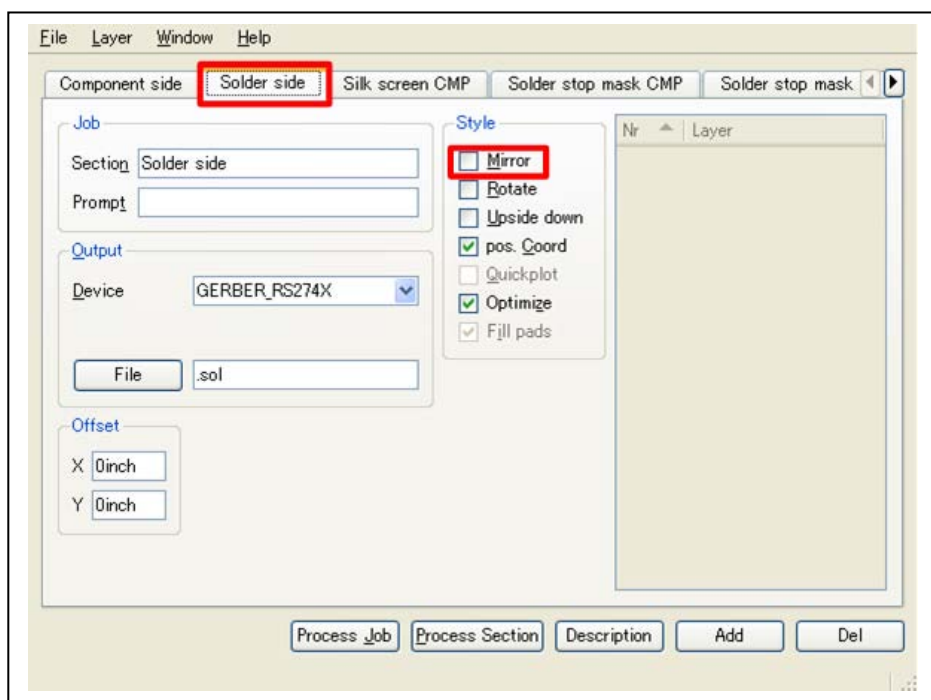 File Layer Window Help
Component side Solder side Silk screen CMP Solder stop mask CMP Solder stop mask
Job
Section Solder side
Prompt
Output
Device GERBER_RS274X
File .sol
Offset
X 0inch
Y 0inch
Style
Mirror
Rotate
Upside down
pos. Coord
Quickplot
Optimize
Fill pads
Nr Layer
Process Job Process Section Description Add Del